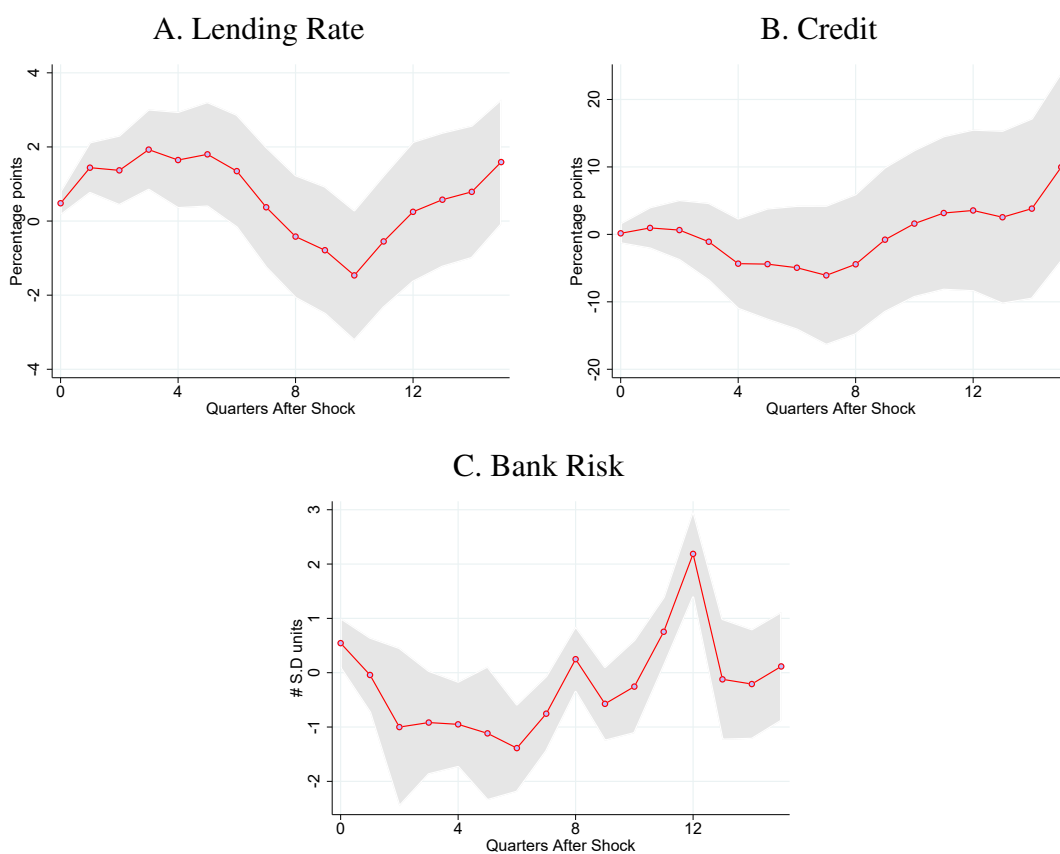 A. Lending Rate
Percentage points
4
2
0
-2
-4
0 4 8 12
Quarters After Shock
B. Credit
Percentage points
20
10
0
-10
-20
0 4 8 12
Quarters After Shock
C. Bank Risk
# S.D units
3
2
1
0
-1
-2
0 4 8 12
Quarters After Shock